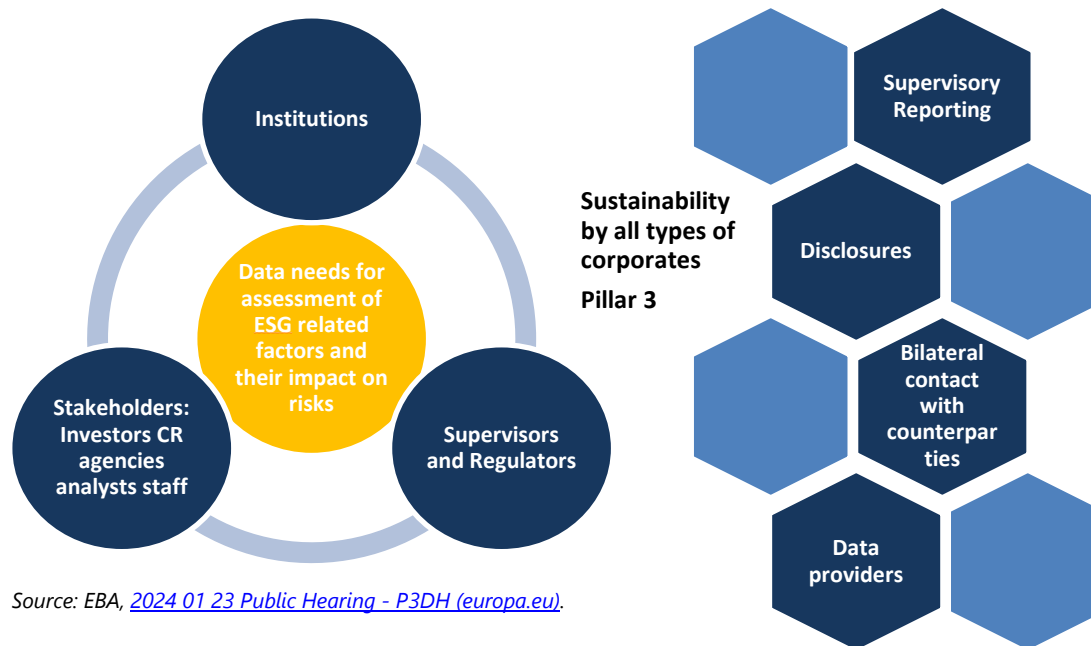 Institutions
Data needs for
assessment of
ESG related
factors and
their impact on
risks
Stakeholders:
Investors CR
agencies
analysts staff
Supervisors
and Regulators
Source: EBA, 2024 01 23 Public Hearing - P3DH (europa.eu).
Sustainability
by all types of
corporates
Pillar 3
Supervisory
Reporting
Disclosures
Bilateral
contact
with
counterpar
ties
Data
providers